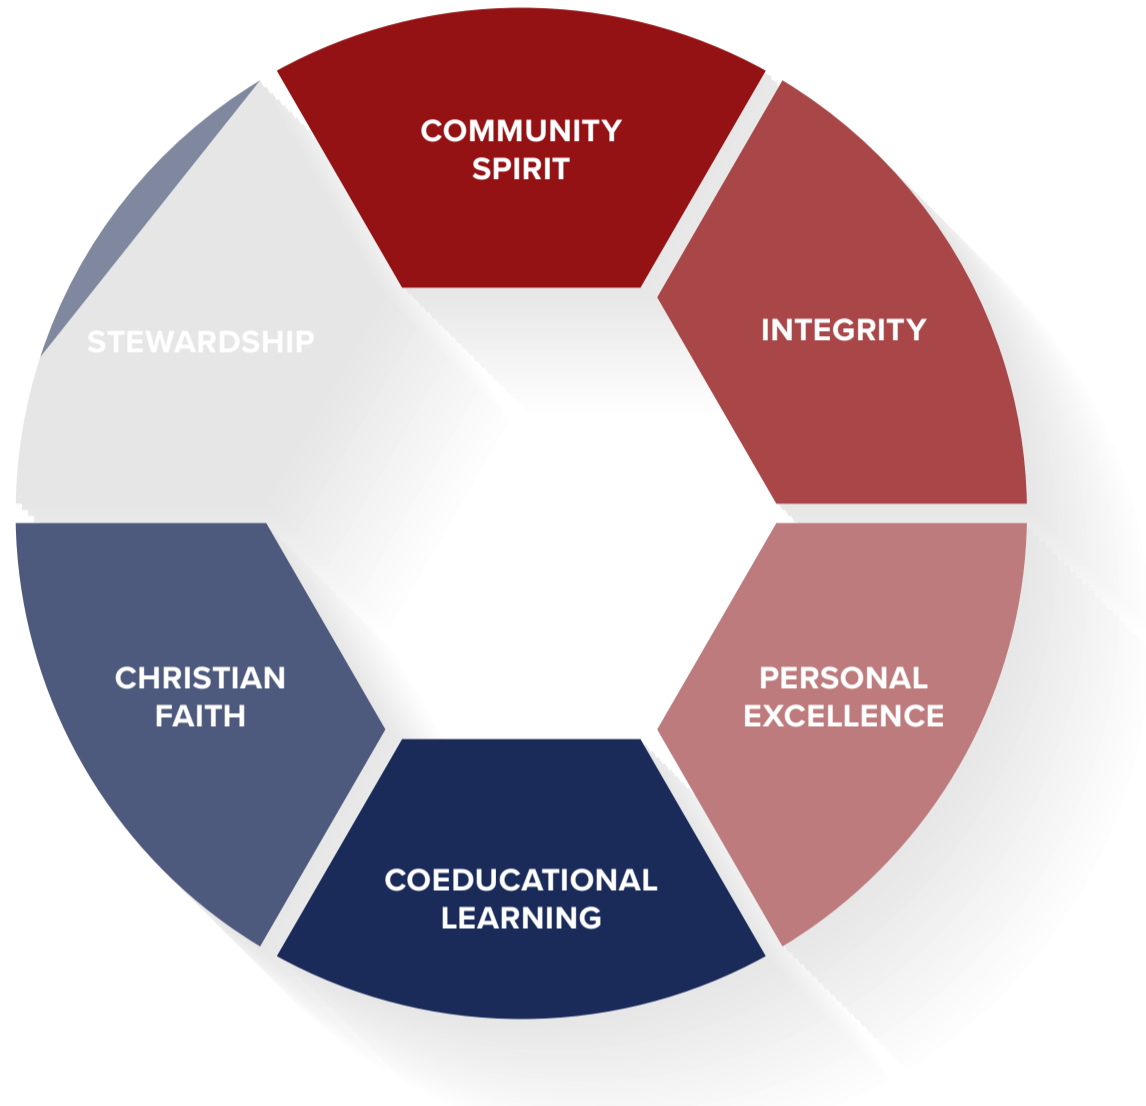 COMMUNITY
SPIRIT
INTEGRITY
STEWARDSHIP
CHRISTIAN
FAITH
PERSONAL
EXCELLENCE
COEDUCATIONAL
LEARNING